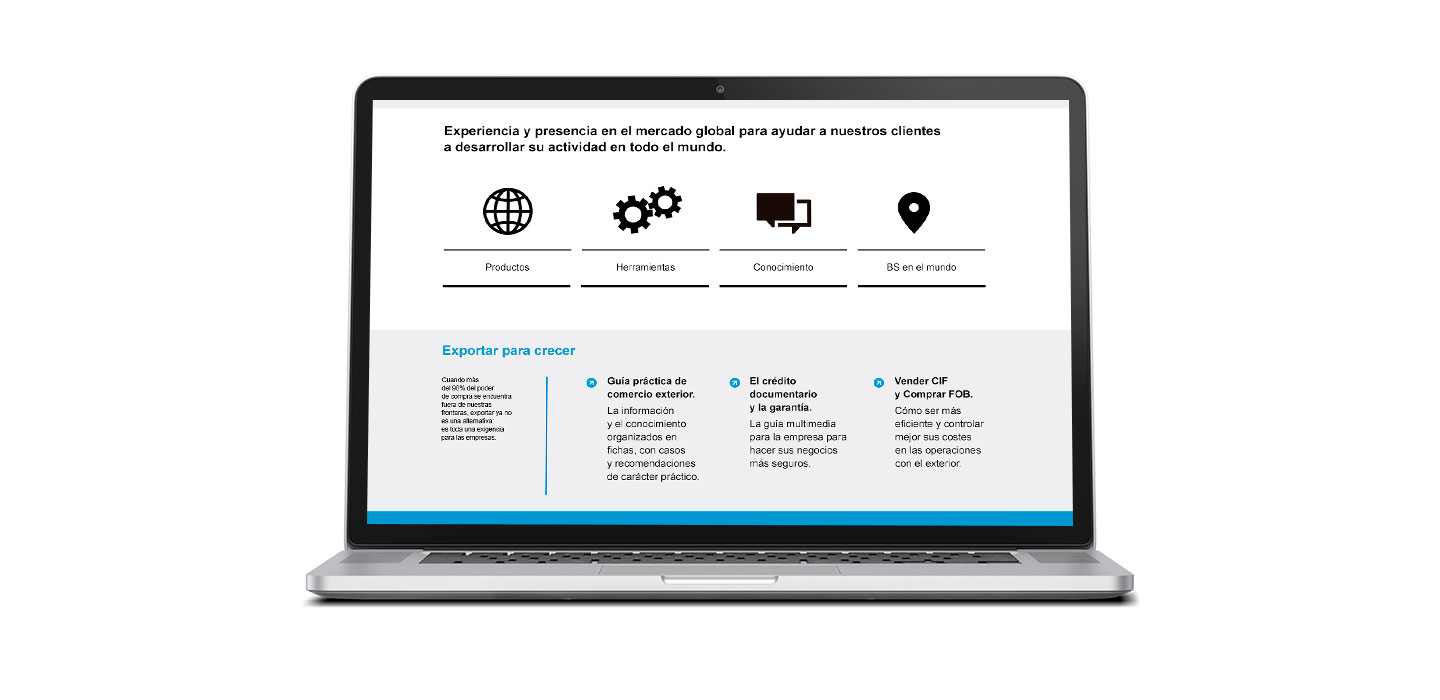 Experiencia y presencia en el mercado global para ayudar a nuestros clientes
a desarrollar su actividad en todo el mundo.
Productos
Herramientas
Conocimiento
BS en el mundo
Exportar para crecer
Cuando más
del 98% del poder
de compra se encuentra
fuera de nuestras
fronteras, exportar ya no
es una alternativa:
es toda una exigencia
para las empresas.
Guía práctica de
comercio exterior.
La información
y el conocimiento
organizados en
fichas, con casos
y recomendaciones
de carácter práctico.
El crédito
documentario
y la garantía.
La guía multimedia
para la empresa para
hacer sus negocios
más seguros.
Vender CIF
y Comprar FOB.
Cómo ser más
eficiente y controlar
mejor sus costes
en las operaciones
con el exterior.